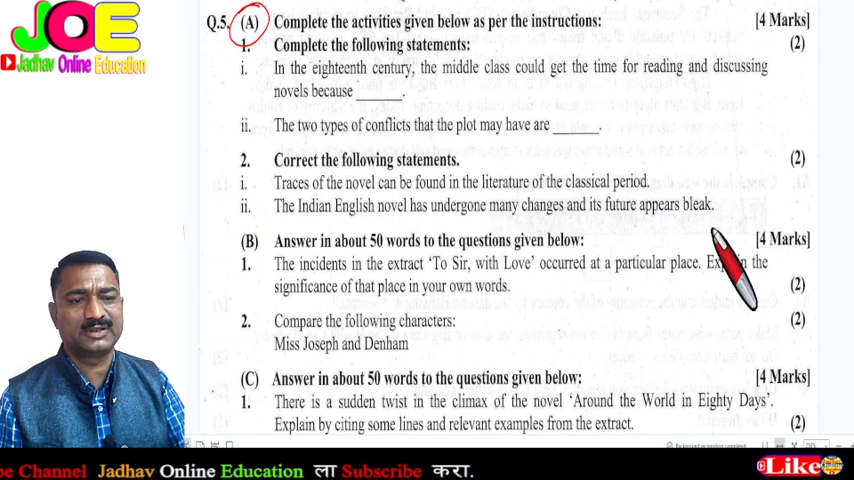 JOE
Jadhav Online Education
Q.5. (A) Complete the activities given below as per the instructions: [4 Marks]
1. Complete the following statements: (2)
i. In the eighteenth century, the middle class could get the time for reading and discussing
novels because ______.
ii. The two types of conflicts that the plot may have are ______.
2. Correct the following statements. (2)
i. Traces of the novel can be found in the literature of the classical period.
ii. The Indian English novel has undergone many changes and its future appears bleak.
(B) Answer in about 50 words to the questions given below: [4 Marks]
1. The incidents in the extract ‘To Sir, with Love’ occurred at a particular place. Explain the
significance of that place in your own words. (2)
2. Compare the following characters: (2)
Miss Joseph and Denham
(C) Answer in about 50 words to the questions given below: [4 Marks]
1. There is a sudden twist in the climax of the novel ‘Around the World in Eighty Days’.
Explain by citing some lines and relevant examples from the extract. (2)
be Channel Jadhav Online Education ला Subscribe करा.
Like